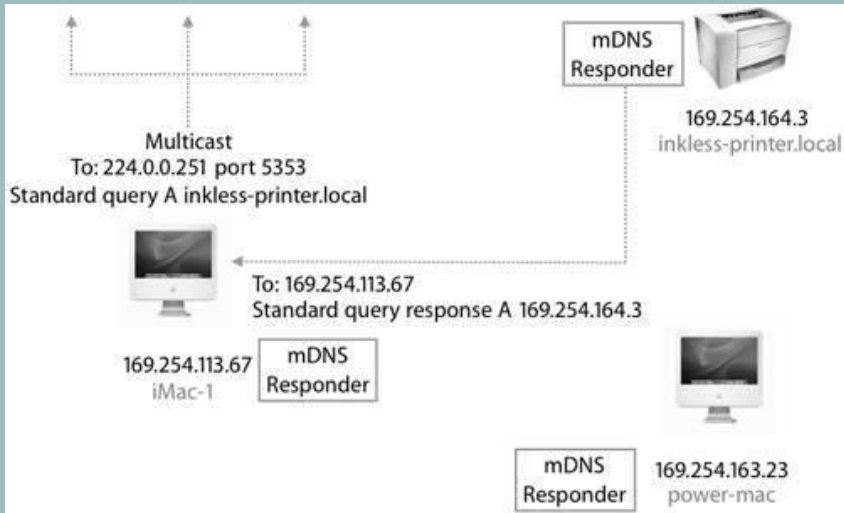 mDNS
Responder
169.254.164.3
inkless-printer.local
Multicast
To: 224.0.0.251 port 5353
Standard query A inkless-printer.local
To: 169.254.113.67
Standard query response A 169.254.164.3
169.254.113.67
iMac-1
mDNS
Responder
mDNS
Responder
169.254.163.23
power-mac